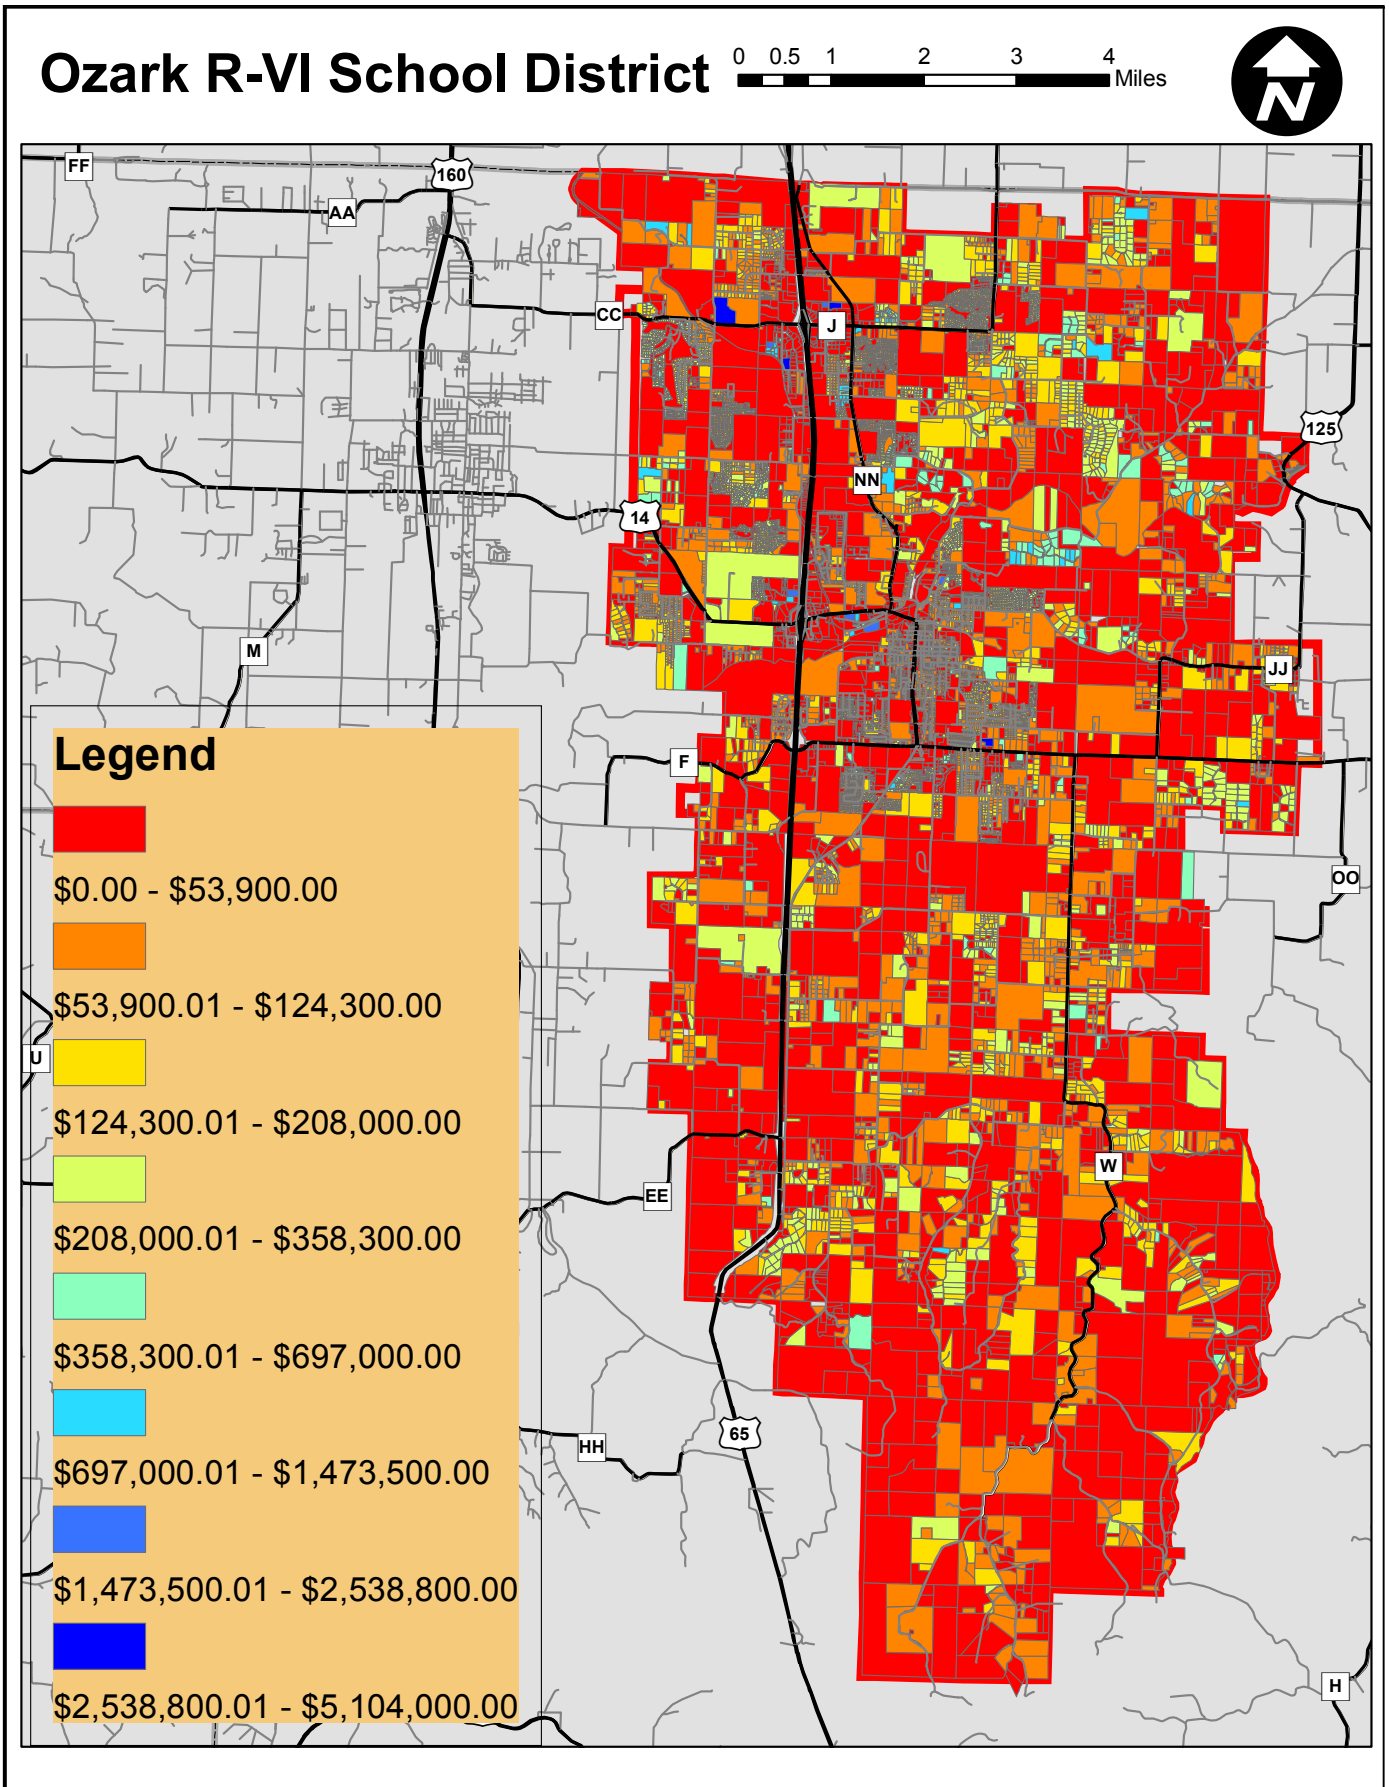 Ozark R-VI School District
0 0.5 1 2 3 4
Miles
N
FF
160
AA
CC
J
125
NN
14
M
JJ
F
OO
U
W
EE
65
HH
H
Legend
$0.00 - $53,900.00
$53,900.01 - $124,300.00
$124,300.01 - $208,000.00
$208,000.01 - $358,300.00
$358,300.01 - $697,000.00
$697,000.01 - $1,473,500.00
$1,473,500.01 - $2,538,800.00
$2,538,800.01 - $5,104,000.00